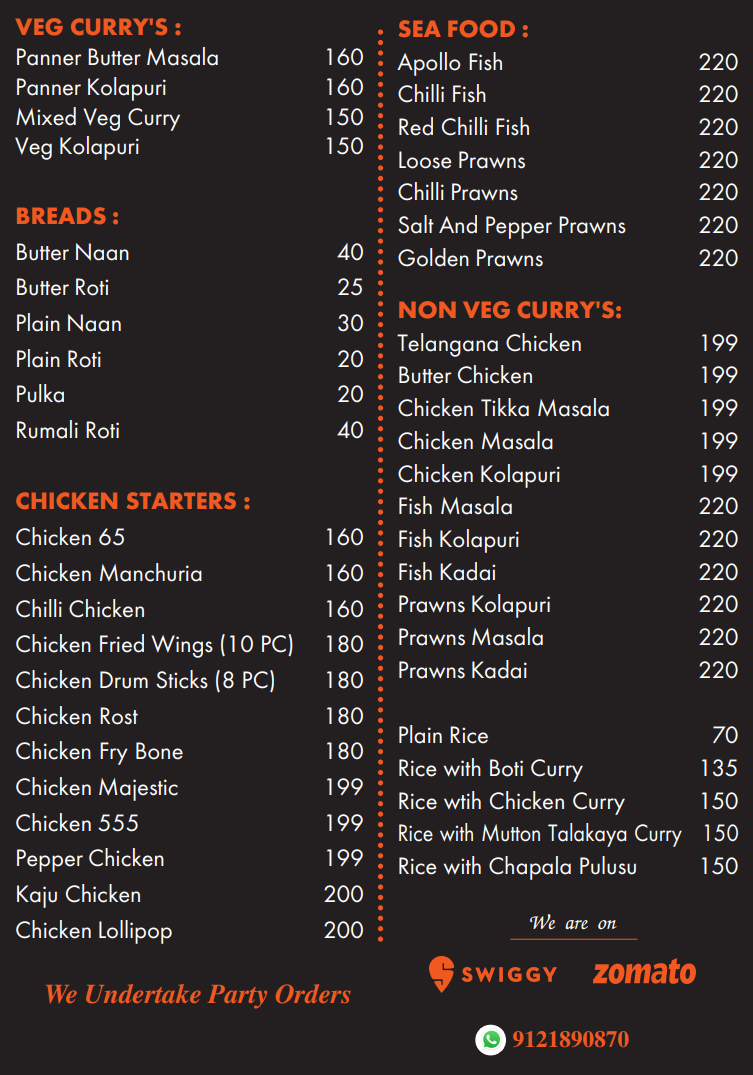 VEG CURRY'S :
Panner Butter Masala 160
Panner Kolapuri 160
Mixed Veg Curry 150
Veg Kolapuri 150
BREADS :
Butter Naan 40
Butter Roti 25
Plain Naan 30
Plain Roti 20
Pulka 20
Rumali Roti 40
CHICKEN STARTERS :
Chicken 65 160
Chicken Manchuria 160
Chilli Chicken 160
Chicken Fried Wings (10 PC) 180
Chicken Drum Sticks (8 PC) 180
Chicken Rost 180
Chicken Fry Bone 180
Chicken Majestic 199
Chicken 555 199
Pepper Chicken 199
Kaju Chicken 200
Chicken Lollipop 200
We Undertake Party Orders
SEA FOOD :
Apollo Fish 220
Chilli Fish 220
Red Chilli Fish 220
Loose Prawns 220
Chilli Prawns 220
Salt And Pepper Prawns 220
Golden Prawns 220
NON VEG CURRY'S:
Telangana Chicken 199
Butter Chicken 199
Chicken Tikka Masala 199
Chicken Masala 199
Chicken Kolapuri 199
Fish Masala 220
Fish Kolapuri 220
Fish Kadai 220
Prawns Kolapuri 220
Prawns Masala 220
Prawns Kadai 220
Plain Rice 70
Rice with Boti Curry 135
Rice wtih Chicken Curry 150
Rice with Mutton Talakaya Curry 150
Rice with Chapala Pulusu 150
We are on
SWIGGY zomato
9121890870